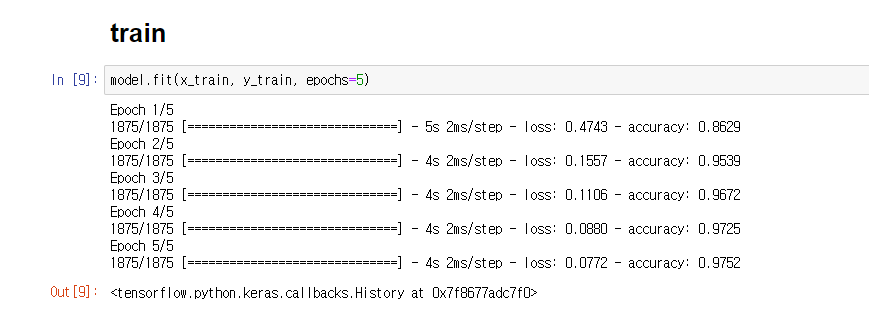 train
In [9]: model.fit(x_train, y_train, epochs=5)
Epoch 1/5
1875/1875 [==============================] - 5s 2ms/step - loss: 0.4743 - accuracy: 0.8629
Epoch 2/5
1875/1875 [==============================] - 4s 2ms/step - loss: 0.1557 - accuracy: 0.9539
Epoch 3/5
1875/1875 [==============================] - 4s 2ms/step - loss: 0.1106 - accuracy: 0.9672
Epoch 4/5
1875/1875 [==============================] - 4s 2ms/step - loss: 0.0880 - accuracy: 0.9725
Epoch 5/5
1875/1875 [==============================] - 4s 2ms/step - loss: 0.0772 - accuracy: 0.9752
Out[9]: <tensorflow.python.keras.callbacks.History at 0x7f8677adc7f0>